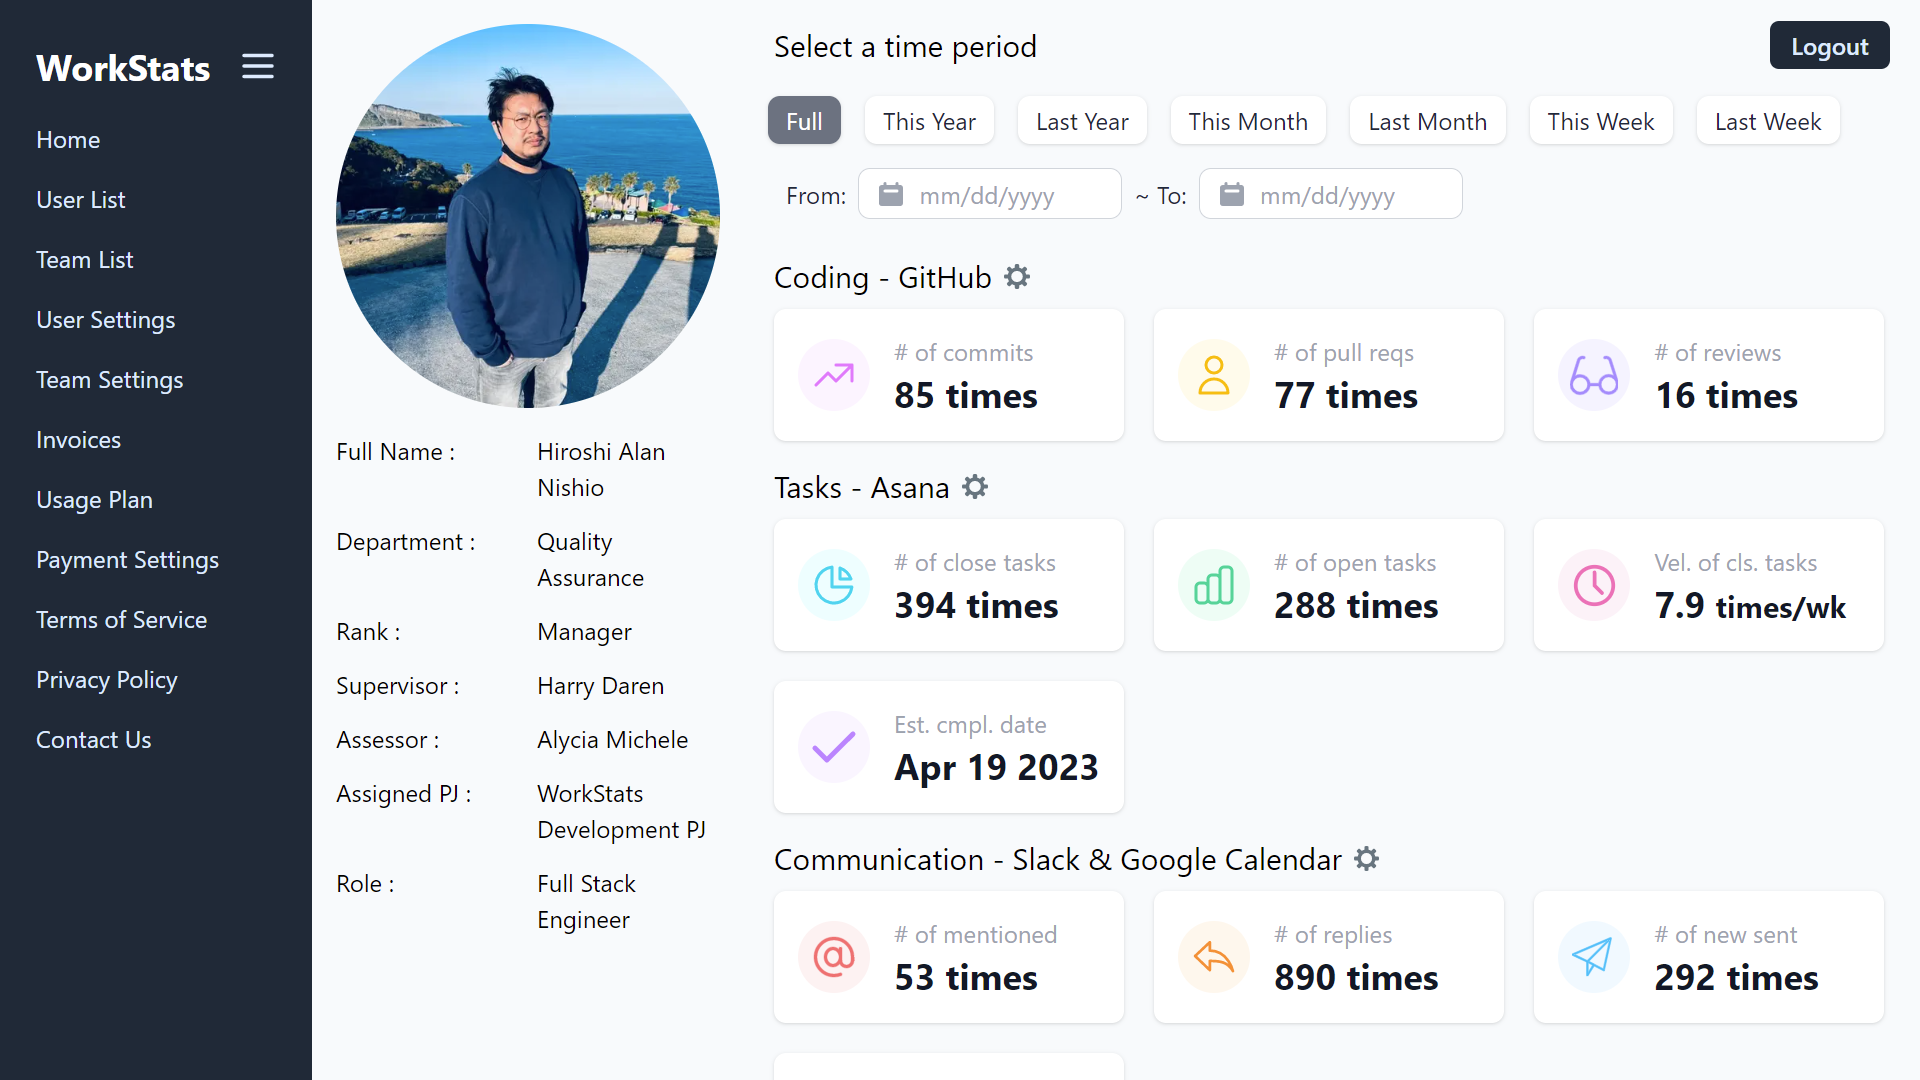 WorkStats
Home
User List
Team List
User Settings
Team Settings
Invoices
Usage Plan
Payment Settings
Terms of Service
Privacy Policy
Contact Us
Full Name :
Hiroshi Alan
Nishio
Department :
Quality
Assurance
Rank :
Manager
Supervisor :
Harry Daren
Assessor :
Alycia Michele
Assigned PJ :
WorkStats
Development PJ
Role :
Full Stack
Engineer
Select a time period
Logout
Full
This Year
Last Year
This Month
Last Month
This Week
Last Week
From:
mm/dd/yyyy
~ To:
mm/dd/yyyy
Coding - GitHub
# of commits
85 times
# of pull reqs
77 times
# of reviews
16 times
Tasks - Asana
# of close tasks
394 times
# of open tasks
288 times
Vel. of cls. tasks
7.9 times/wk
Est. cmpl. date
Apr 19 2023
Communication - Slack & Google Calendar
# of mentioned
53 times
# of replies
890 times
# of new sent
292 times